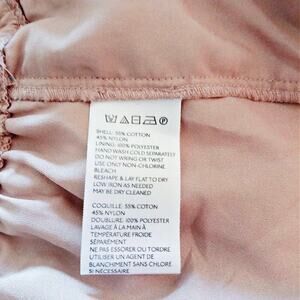 SHELL: 55% COTTON
45% NYLON
LINING: 100% POLYESTER
HAND WASH COLD SEPARATELY
DO NOT WRING OR TWIST
USE ONLY NON-CHLORINE
BLEACH
RESHAPE & LAY FLAT TO DRY
LOW IRON AS NEEDED
MAY BE DRY CLEANED
COQUILLE: 55% COTON
45% NYLON
DOUBLURE: 100% POLYESTER
LAVAGE À LA MAIN À
TEMPÉRATURE FROIDE
SÉPARÉMENT
NE PAS ESSORER OU TORDRE
UTILISER UN AGENT DE
BLANCHIMENT SANS CHLORE
SI NÉCESSAIRE